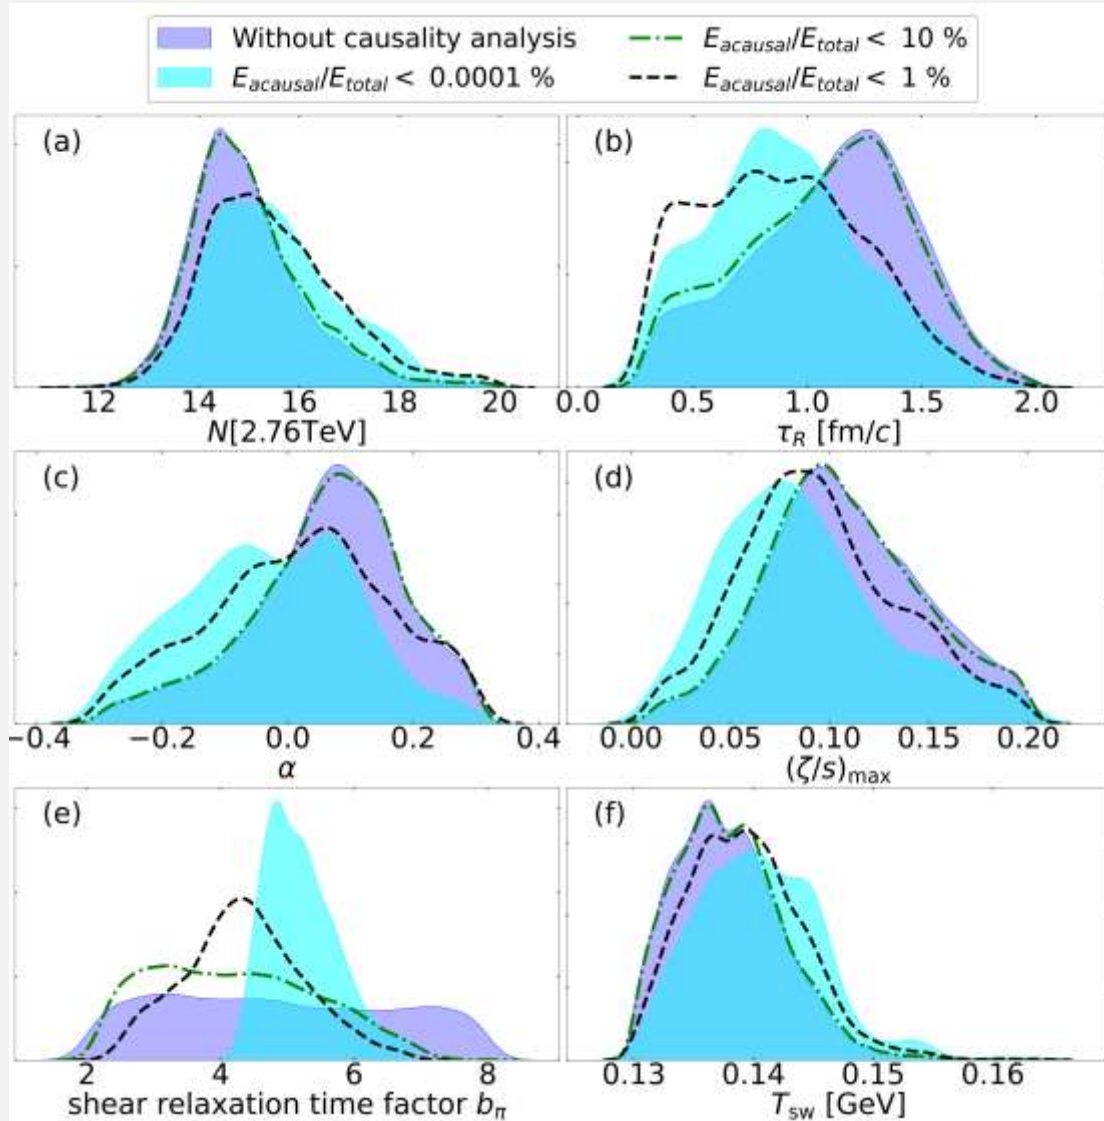 Without causality analysis
E_acausal/E_total < 10 %
E_acausal/E_total < 0.0001 %
E_acausal/E_total < 1 %
(a)
12 14 16 18 20
N[2.76TeV]
(b)
0.0 0.5 1.0 1.5 2.0
τ_R [fm/c]
(c)
−0.4 −0.2 0.0 0.2 0.4
α
(d)
0.00 0.05 0.10 0.15 0.20
(ζ/s)_max
(e)
2 4 6 8
shear relaxation time factor b_π
(f)
0.13 0.14 0.15 0.16
T_sw [GeV]